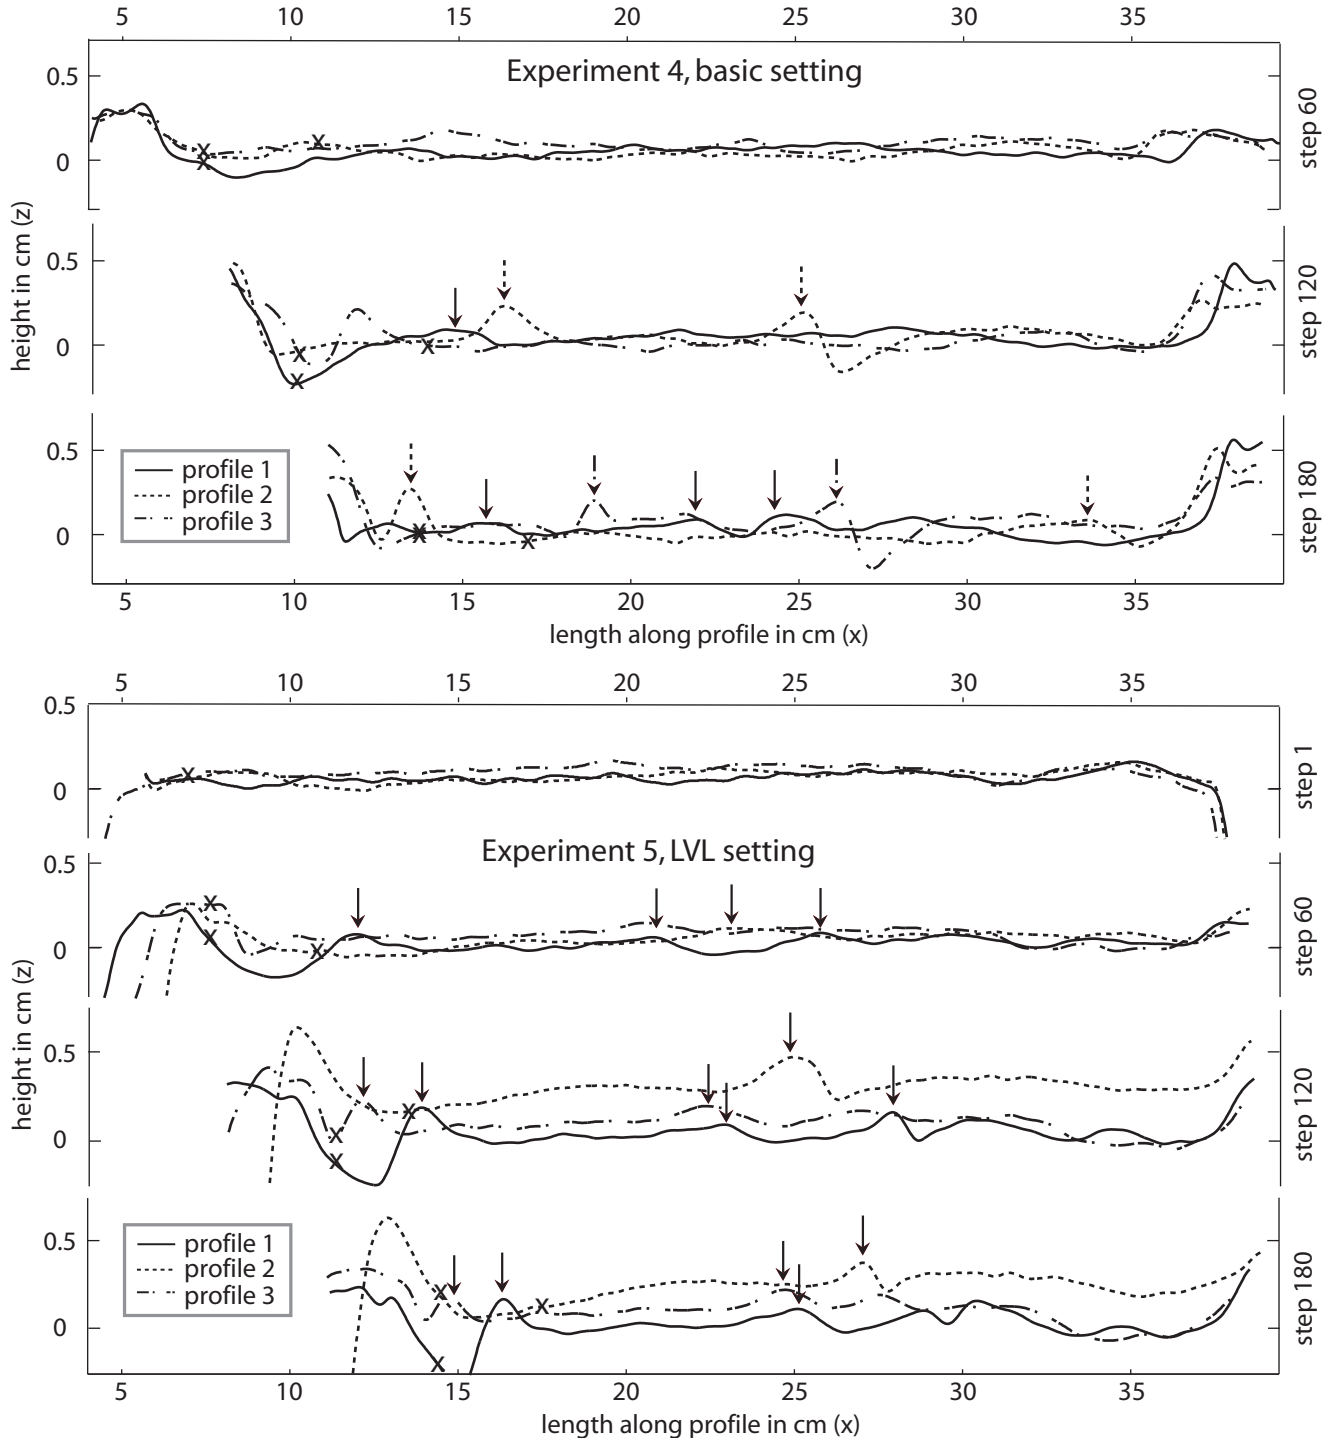 5 10 15 20 25 30 35
Experiment 4, basic setting
0.5
0
step 60
X X X
0.5
0
step 120
X X X
height in cm (z)
0.5
0
step 180
profile 1
profile 2
profile 3
X X X
5 10 15 20 25 30 35
length along profile in cm (x)
5 10 15 20 25 30 35
0.5
0
step 1
X
Experiment 5, LVL setting
0.5
0
step 60
X X X
height in cm (z)
0.5
0
step 120
X X X
0.5
0
step 180
profile 1
profile 2
profile 3
X X X
5 10 15 20 25 30 35
length along profile in cm (x)